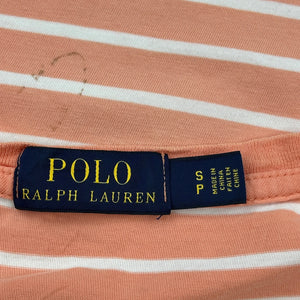 POLO
RALPH LAUREN
S
P
MADE IN
CHINA
FAIT EN
CHINE